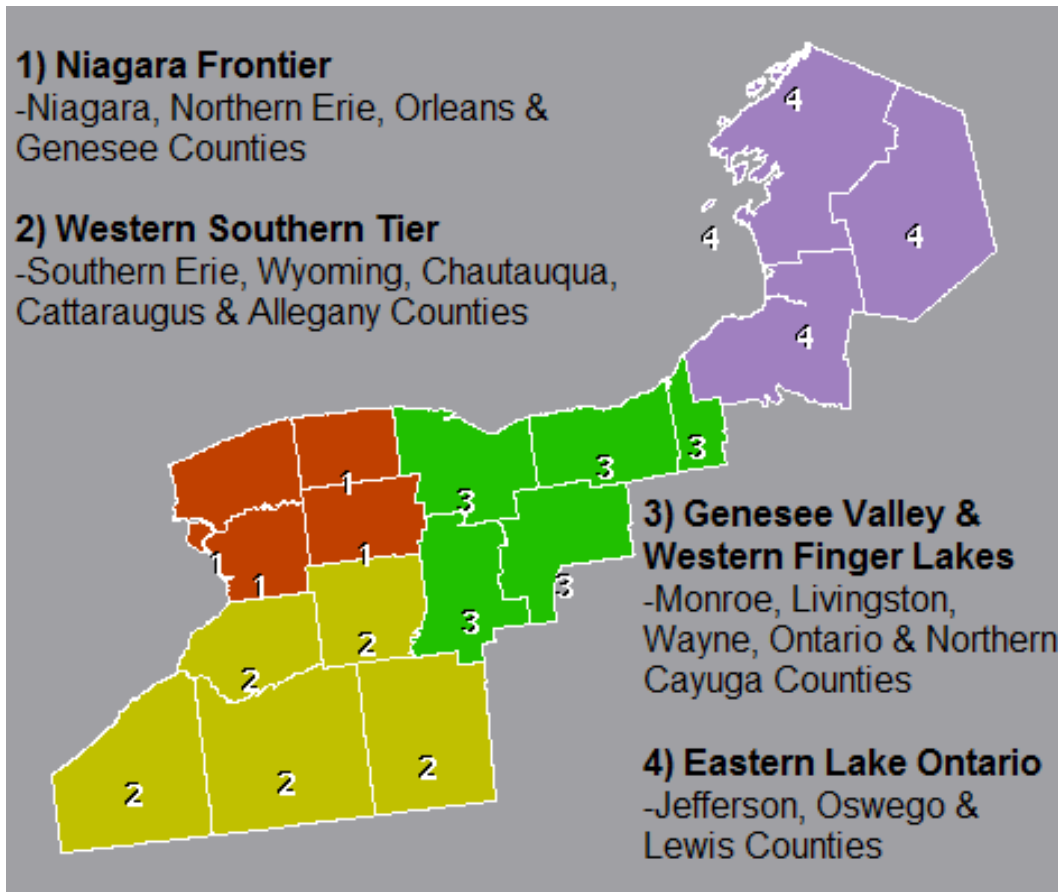 1) Niagara Frontier
-Niagara, Northern Erie, Orleans &
Genesee Counties
2) Western Southern Tier
-Southern Erie, Wyoming, Chautauqua,
Cattaraugus & Allegany Counties
4
4
4
4
3
1
3
3
1
1
1
3
3
2
2
2
2
2
3) Genesee Valley &
Western Finger Lakes
-Monroe, Livingston,
Wayne, Ontario & Northern
Cayuga Counties
4) Eastern Lake Ontario
-Jefferson, Oswego &
Lewis Counties